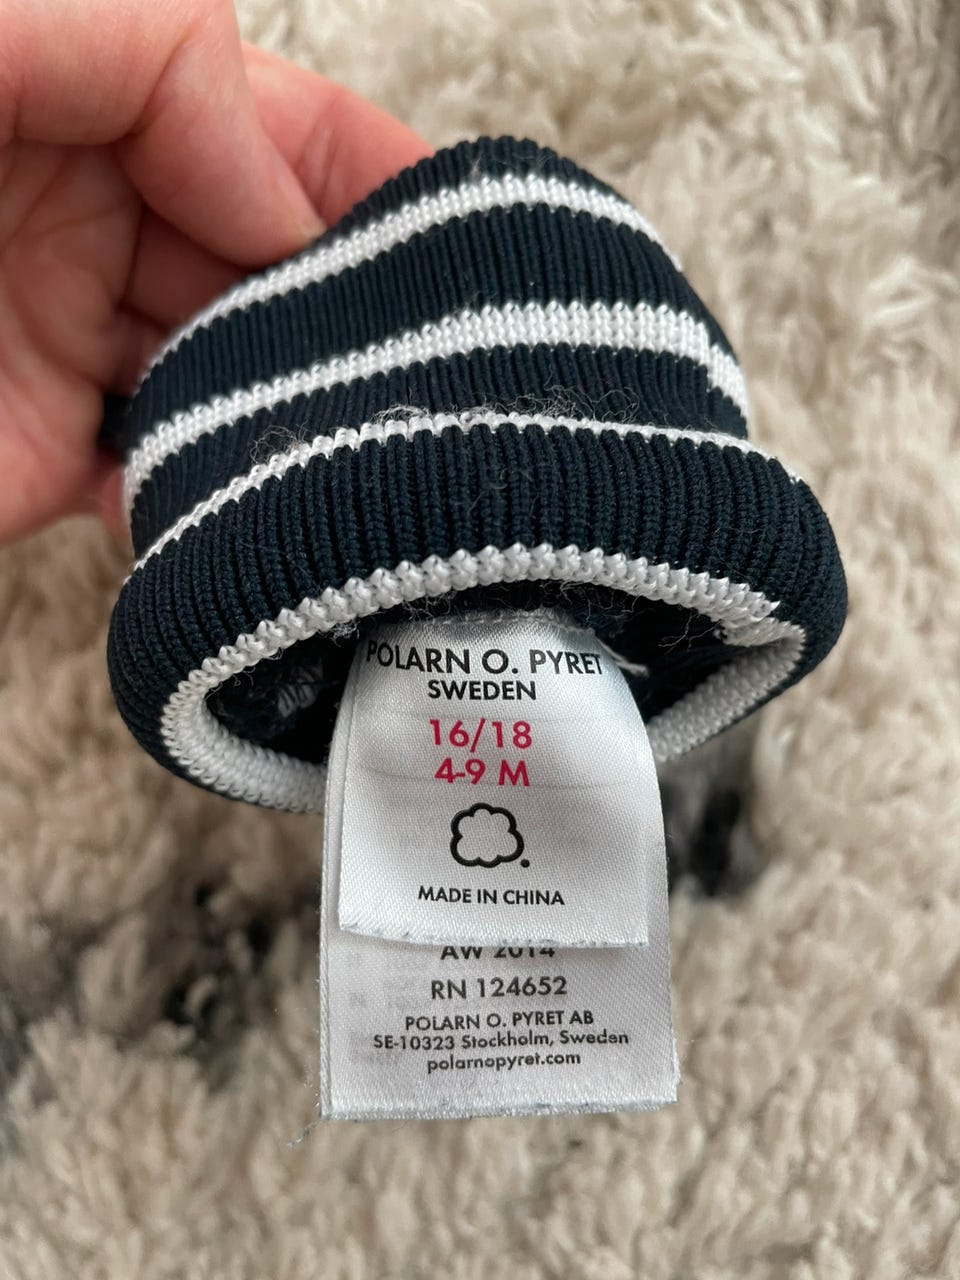 POLARN O. PYRET
SWEDEN
16/18
4-9 M
MADE IN CHINA
AW 2014
RN 124652
POLARN O. PYRET AB
SE-10323 Stockholm, Sweden
polarnopyret.com